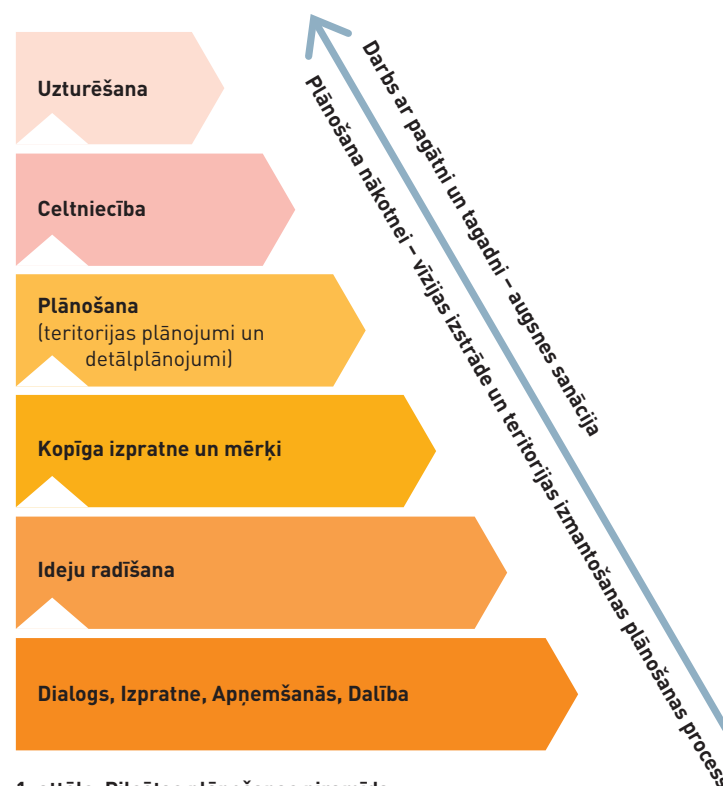 Uzturēšana
Celtniecība
Plānošana
(teritorijas plānojumi un
detālplānojumi)
Kopīga izpratne un mērķi
Ideju radīšana
Dialogs, Izpratne, Apņemšanās, Dalība
Darbs ar pagātni un tagadni – augsnes sanācija
Plānošana nākotnei – vīzijas izstrāde un teritorijas izmantošanas plānošanas process